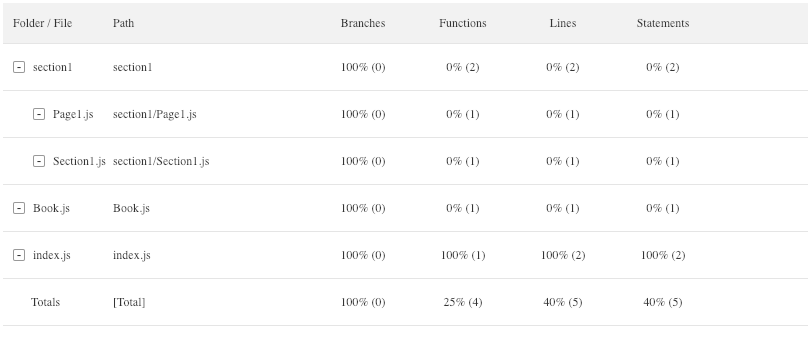 Folder / File Path Branches Functions Lines Statements
- section1 section1 100% (0) 0% (2) 0% (2) 0% (2)
- Page1.js section1/Page1.js 100% (0) 0% (1) 0% (1) 0% (1)
- Section1.js section1/Section1.js 100% (0) 0% (1) 0% (1) 0% (1)
- Book.js Book.js 100% (0) 0% (1) 0% (1) 0% (1)
- index.js index.js 100% (0) 100% (1) 100% (2) 100% (2)
Totals [Total] 100% (0) 25% (4) 40% (5) 40% (5)